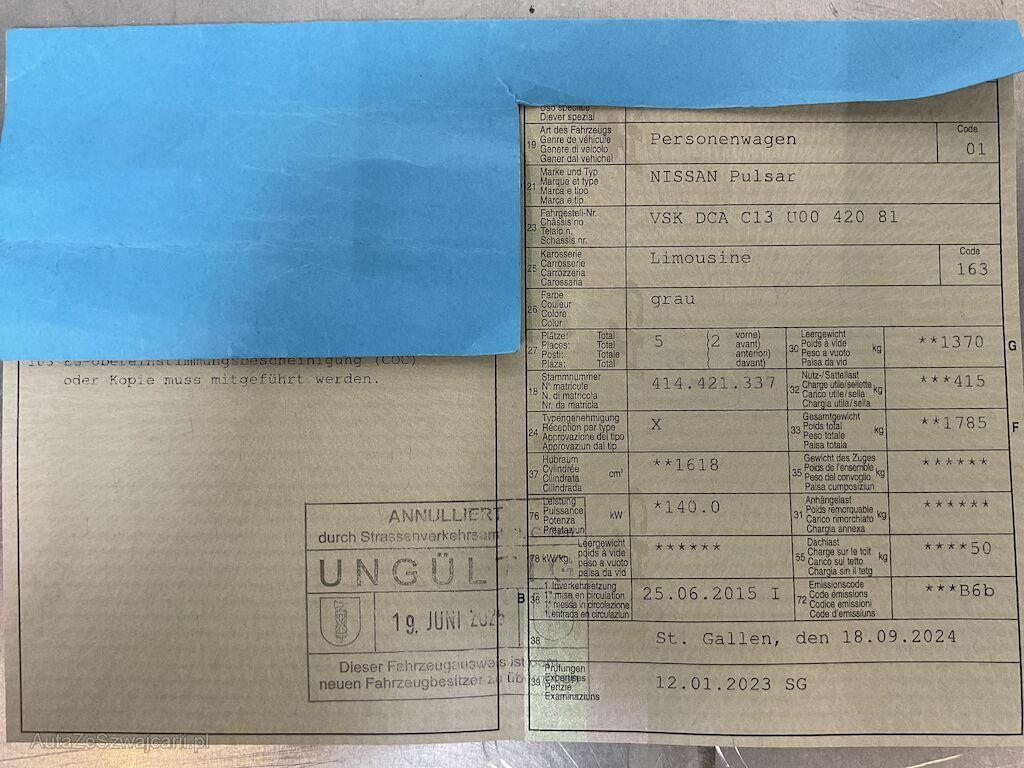 Uso speciale
Diever spezial
19 Art des Fahrzeugs
Genre de véhicule
Genere di veicolo
Gener dal vehichel
Personenwagen
Code
01
21 Marke und Typ
Marque et type
Marca e tipo
Marca e tip
NISSAN Pulsar
23 Fahrgestell-Nr.
Châssis no
Telaio n.
Schassis nr.
VSK DCA C13 U00 420 81
25 Karosserie
Carrosserie
Carrozzeria
Carossaria
Limousine
Code
163
26 Farbe
Couleur
Colore
Colur
grau
27 Plätze: Total
Places: Total
Posti: Totale
Plazs: Total
5 (2 vorne)
avant)
anteriori)
davant)
30 Leergewicht
Poids à vide
Peso a vuoto
Paisa da vid
kg
**1370
G
18 Stammnummer
N° matricule
N. di matricola
Nr. da matricla
414.421.337
32 Nutz-/Sattellast
Charge utile/sellette
Carico utile/sella
Chargia utila/sella
kg
***415
24 Typengenehmigung
Réception par type
Approvazione del tipo
Approvaziun dal tip
X
33 Gesamtgewicht
Poids total
Peso totale
Paisa totala
kg
**1785
F
37 Hubraum
Cylindrée
Cilindrata
Cilindrada
cm³
**1618
35 Gewicht des Zuges
Poids de l'ensemble
Peso del convoglio
Paisa cumposiziun
kg
******
76 Leistung
Puissance
Potenza
Prestaziun
kW
*140.0
31 Anhängelast
Poids remorquable
Carico rimorchiato
Chargia annexa
kg
******
78 kW/kg Leergewicht
poids à vide
peso a vuoto
paisa da vid
******
55 Dachlast
Charge sur le toit
Carico sul tetto
Chargia sin il tetg
kg
****50
B 36 1. Inverkehrsetzung
1re mise en circulation
1a messa in circolazione
1. entrada en circulaziun
25.06.2015 I
72 Emissionscode
Code émissions
Codice emissioni
Code d'emissiuns
***B6b
38
St. Gallen, den 18.09.2024
39 Prüfungen
Expertises
Perizie
Examinaziuns
12.01.2023 SG
EG-Übereinstimmungsbescheinigung (COC)
oder Kopie muss mitgeführt werden.
ANNULLIERT
durch Strassenverkehrsamt
UNGÜLTIG
19. JUNI
Dieser Fahrzeugausweis ist dem
neuen Fahrzeugbesitzer zu
AutaZeSzwajcarii.pl